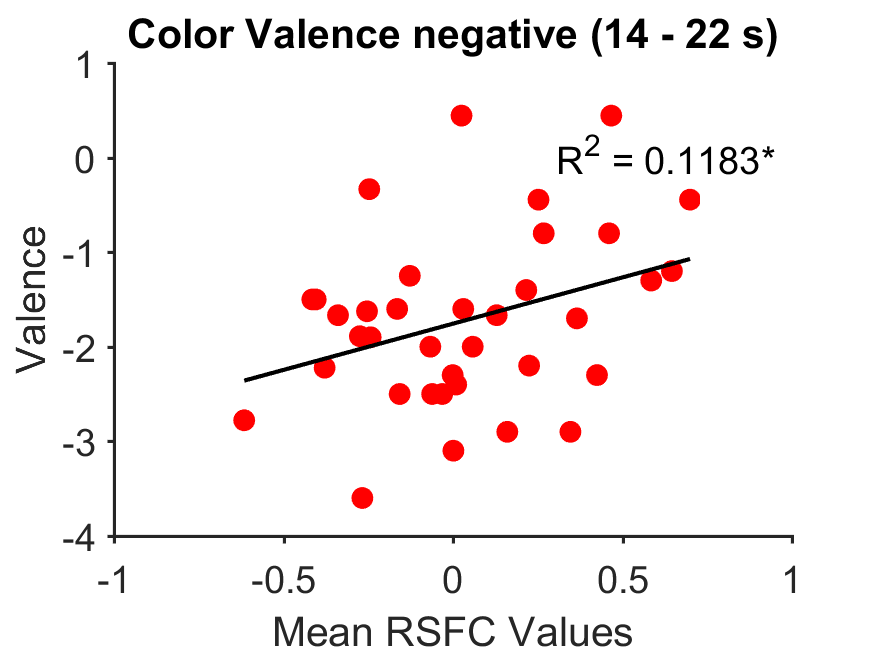 Color Valence negative (14 - 22 s)
1
0
-1
-2
-3
-4
Valence
R² = 0.1183*
-1
-0.5
0
0.5
1
Mean RSFC Values